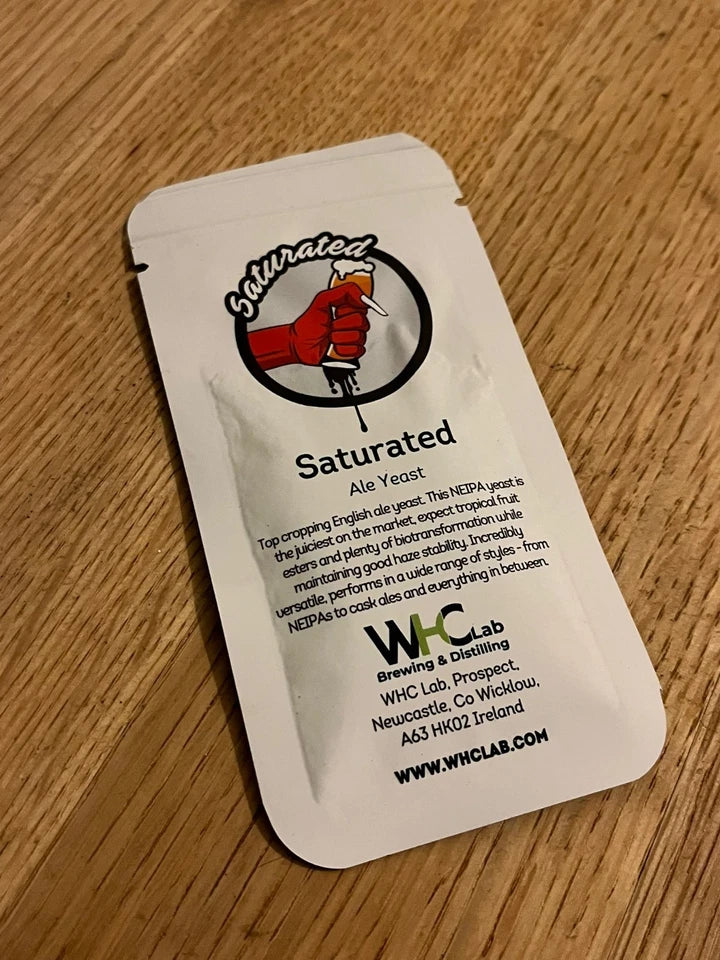 Saturated
Saturated
Ale Yeast
Top cropping English ale yeast. This NEIPA yeast is
the juiciest on the market, expect tropical fruit
esters and plenty of biotransformation while
maintaining good haze stability. Incredibly
versatile, performs in a wide range of styles - from
NEIPAs to cask ales and everything in between.
WHC Lab
Brewing & Distilling
WHC Lab, Prospect,
Newcastle, Co Wicklow,
A63 HK02 Ireland
WWW.WHCLAB.COM